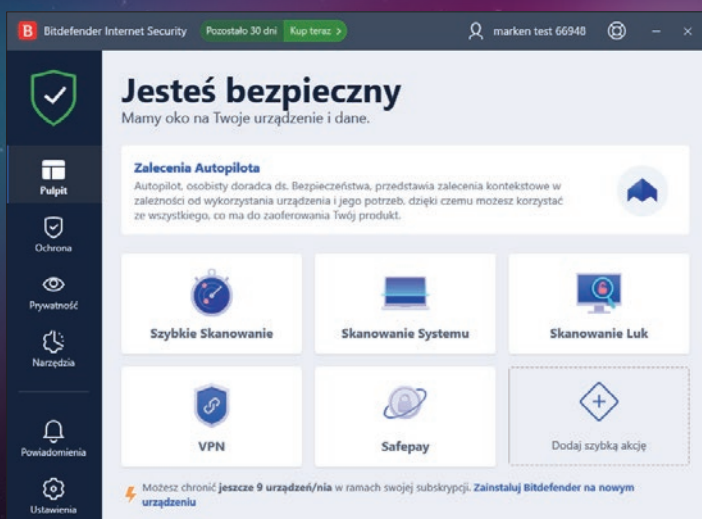 B Bitdefender Internet Security Pozostało 30 dni Kup teraz > marken test 66948
Jesteś bezpieczny
Mamy oko na Twoje urządzenie i dane.
Zalecenia Autopilota
Autopilot, osobisty doradca ds. Bezpieczeństwa, przedstawia zalecenia kontekstowe w
zależności od wykorzystania urządzenia i jego potrzeb. dzięki czemu możesz korzystać
ze wszystkiego, co ma do zaoferowania Twój produkt.
Pulpit
Ochrona
Prywatność
Narzędzia
Powiadomienia
Ustawienia
Szybkie Skanowanie
Skanowanie Systemu
Skanowanie Luk
VPN
Safepay
Dodaj szybką akcję
Możesz chronić jeszcze 9 urządzeń/nia w ramach swojej subskrypcji. Zainstaluj Bitdefender na nowym
urządzeniu